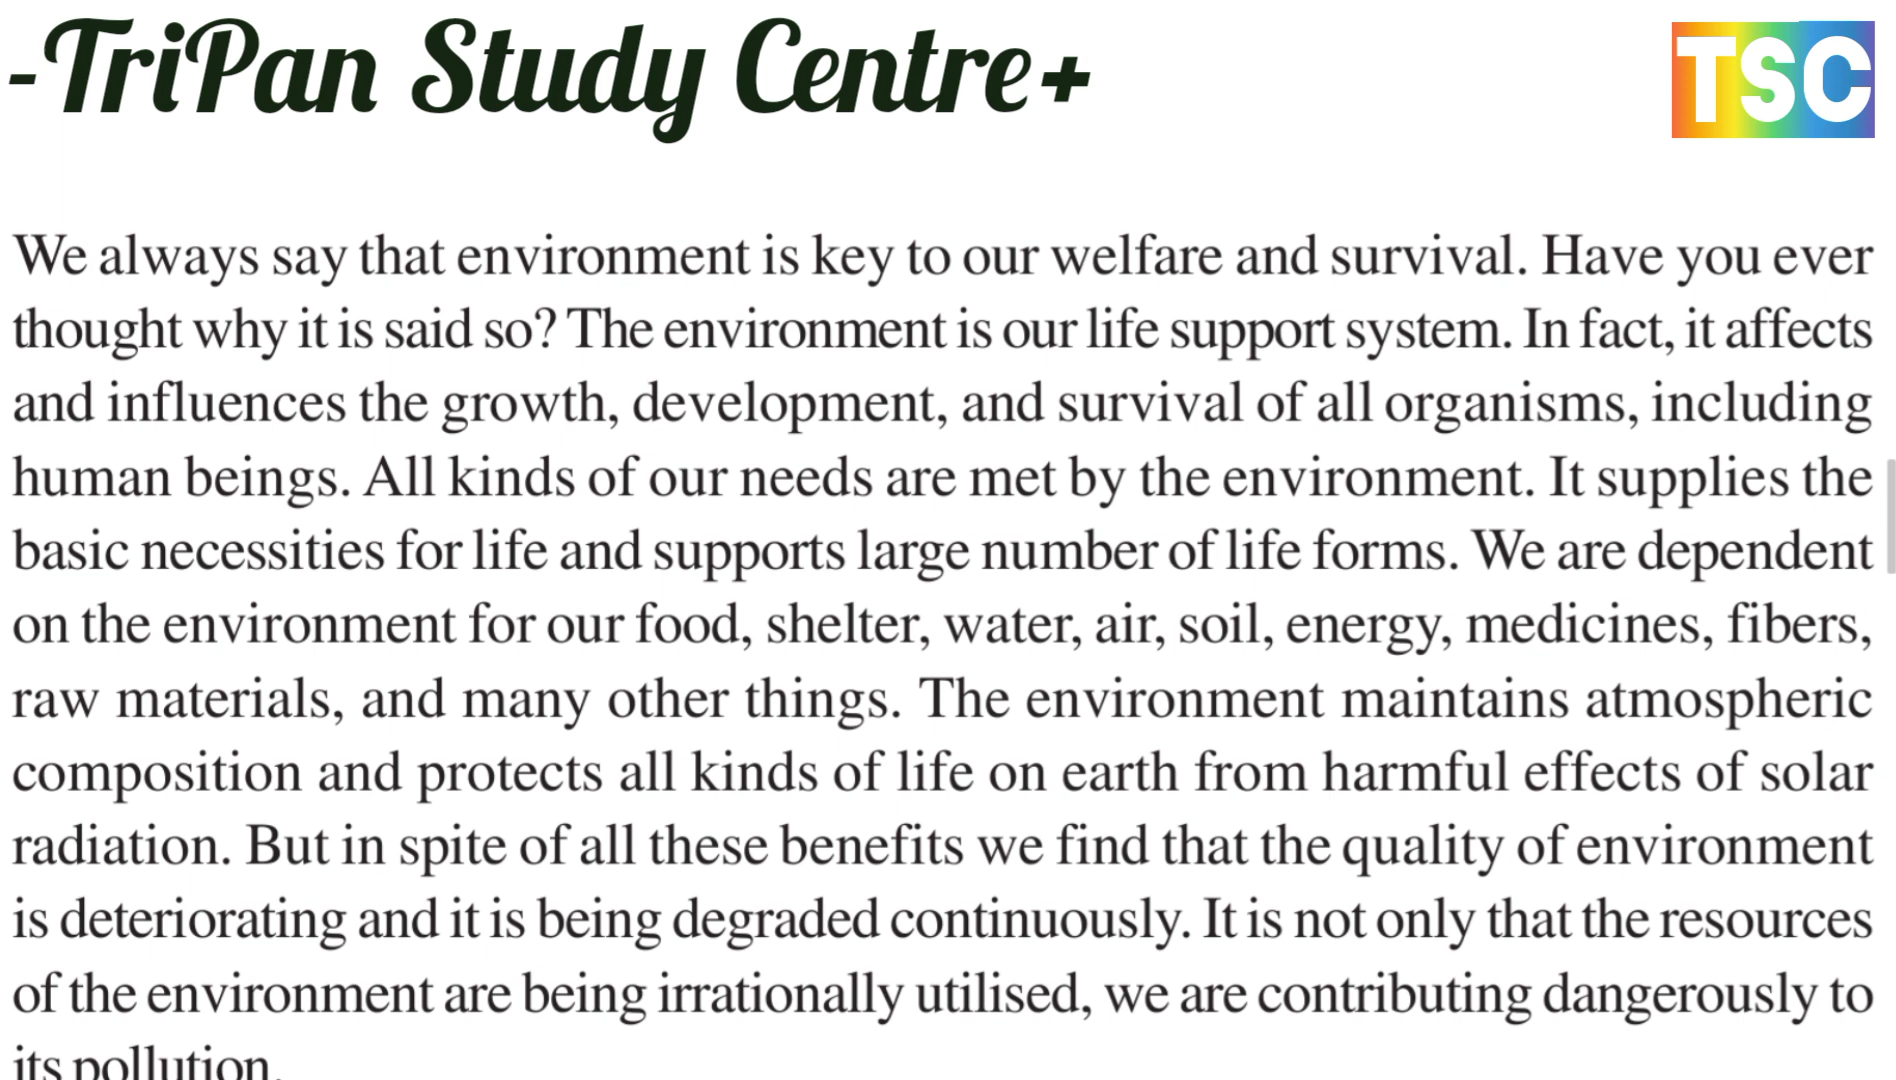 -TriPan Study Centre+
TSC
We always say that environment is key to our welfare and survival. Have you ever
thought why it is said so? The environment is our life support system. In fact, it affects
and influences the growth, development, and survival of all organisms, including
human beings. All kinds of our needs are met by the environment. It supplies the
basic necessities for life and supports large number of life forms. We are dependent
on the environment for our food, shelter, water, air, soil, energy, medicines, fibers,
raw materials, and many other things. The environment maintains atmospheric
composition and protects all kinds of life on earth from harmful effects of solar
radiation. But in spite of all these benefits we find that the quality of environment
is deteriorating and it is being degraded continuously. It is not only that the resources
of the environment are being irrationally utilised, we are contributing dangerously to
its pollution.